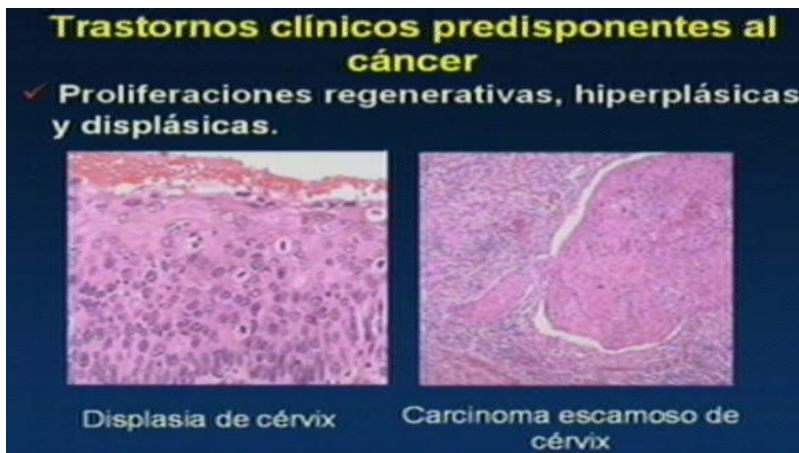 Trastornos clínicos predisponentes al
cáncer
✓ Proliferaciones regenerativas, hiperplásicas
y displásicas.
Displasia de cérvix
Carcinoma escamoso de
cérvix